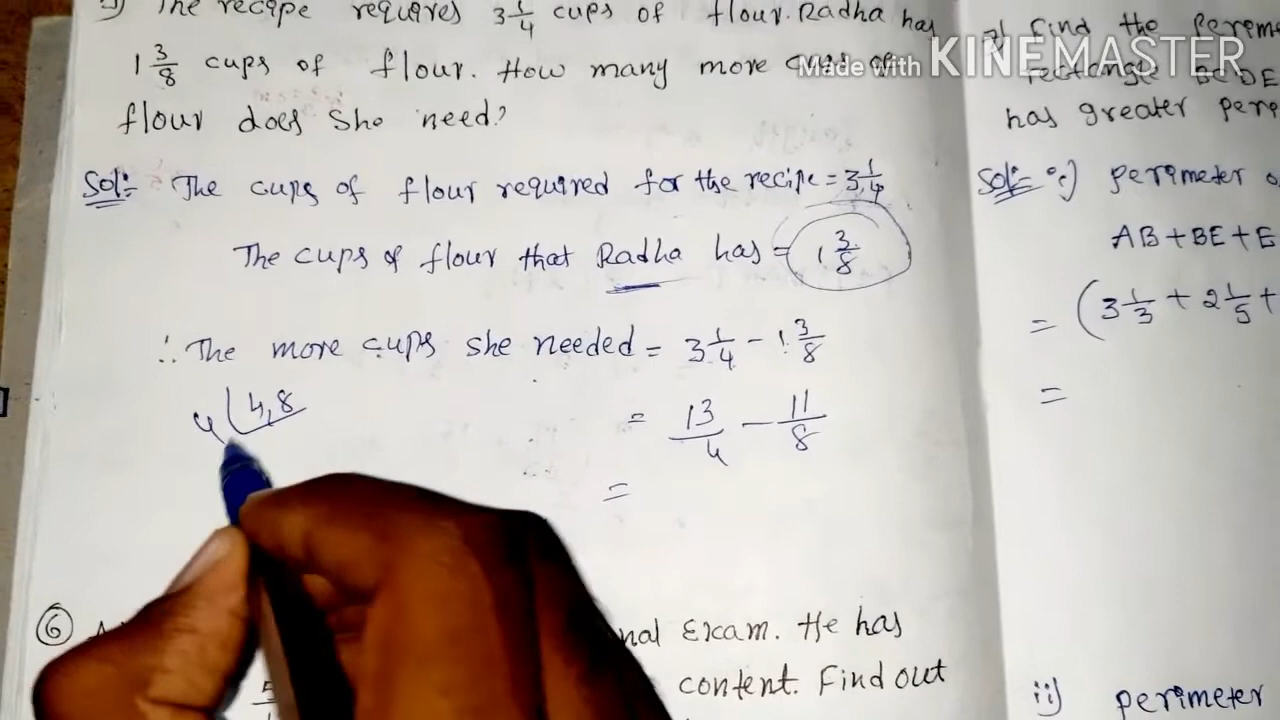 The recipe requires 3 1/4 cups of flour. Radha has
1 3/8 cups of flour. How many more cups of
flour does she need?
Sol:- The cups of flour required for the recipe = 3 1/4
The cups of flour that Radha has = 1 3/8
∴ The more cups she needed = 3 1/4 - 1 3/8
4 | 4, 8
= 13/4 - 11/8
=
6
nal Exam. He has
content. Find out
Made with KINEMASTER
Find the
rectangle BCDE
has greater
Sol:- i) perimeter
AB + BE + E
= (3 1/3 + 2 1/5 +
=
ii) perimeter